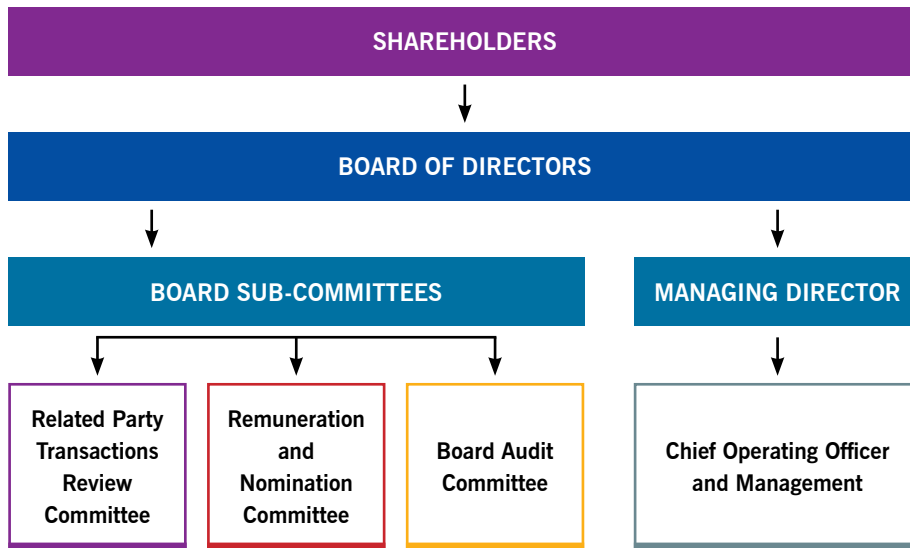 SHAREHOLDERS
BOARD OF DIRECTORS
BOARD SUB-COMMITTEES
MANAGING DIRECTOR
Related Party
Transactions
Review
Committee
Remuneration
and
Nomination
Committee
Board Audit
Committee
Chief Operating Officer
and Management